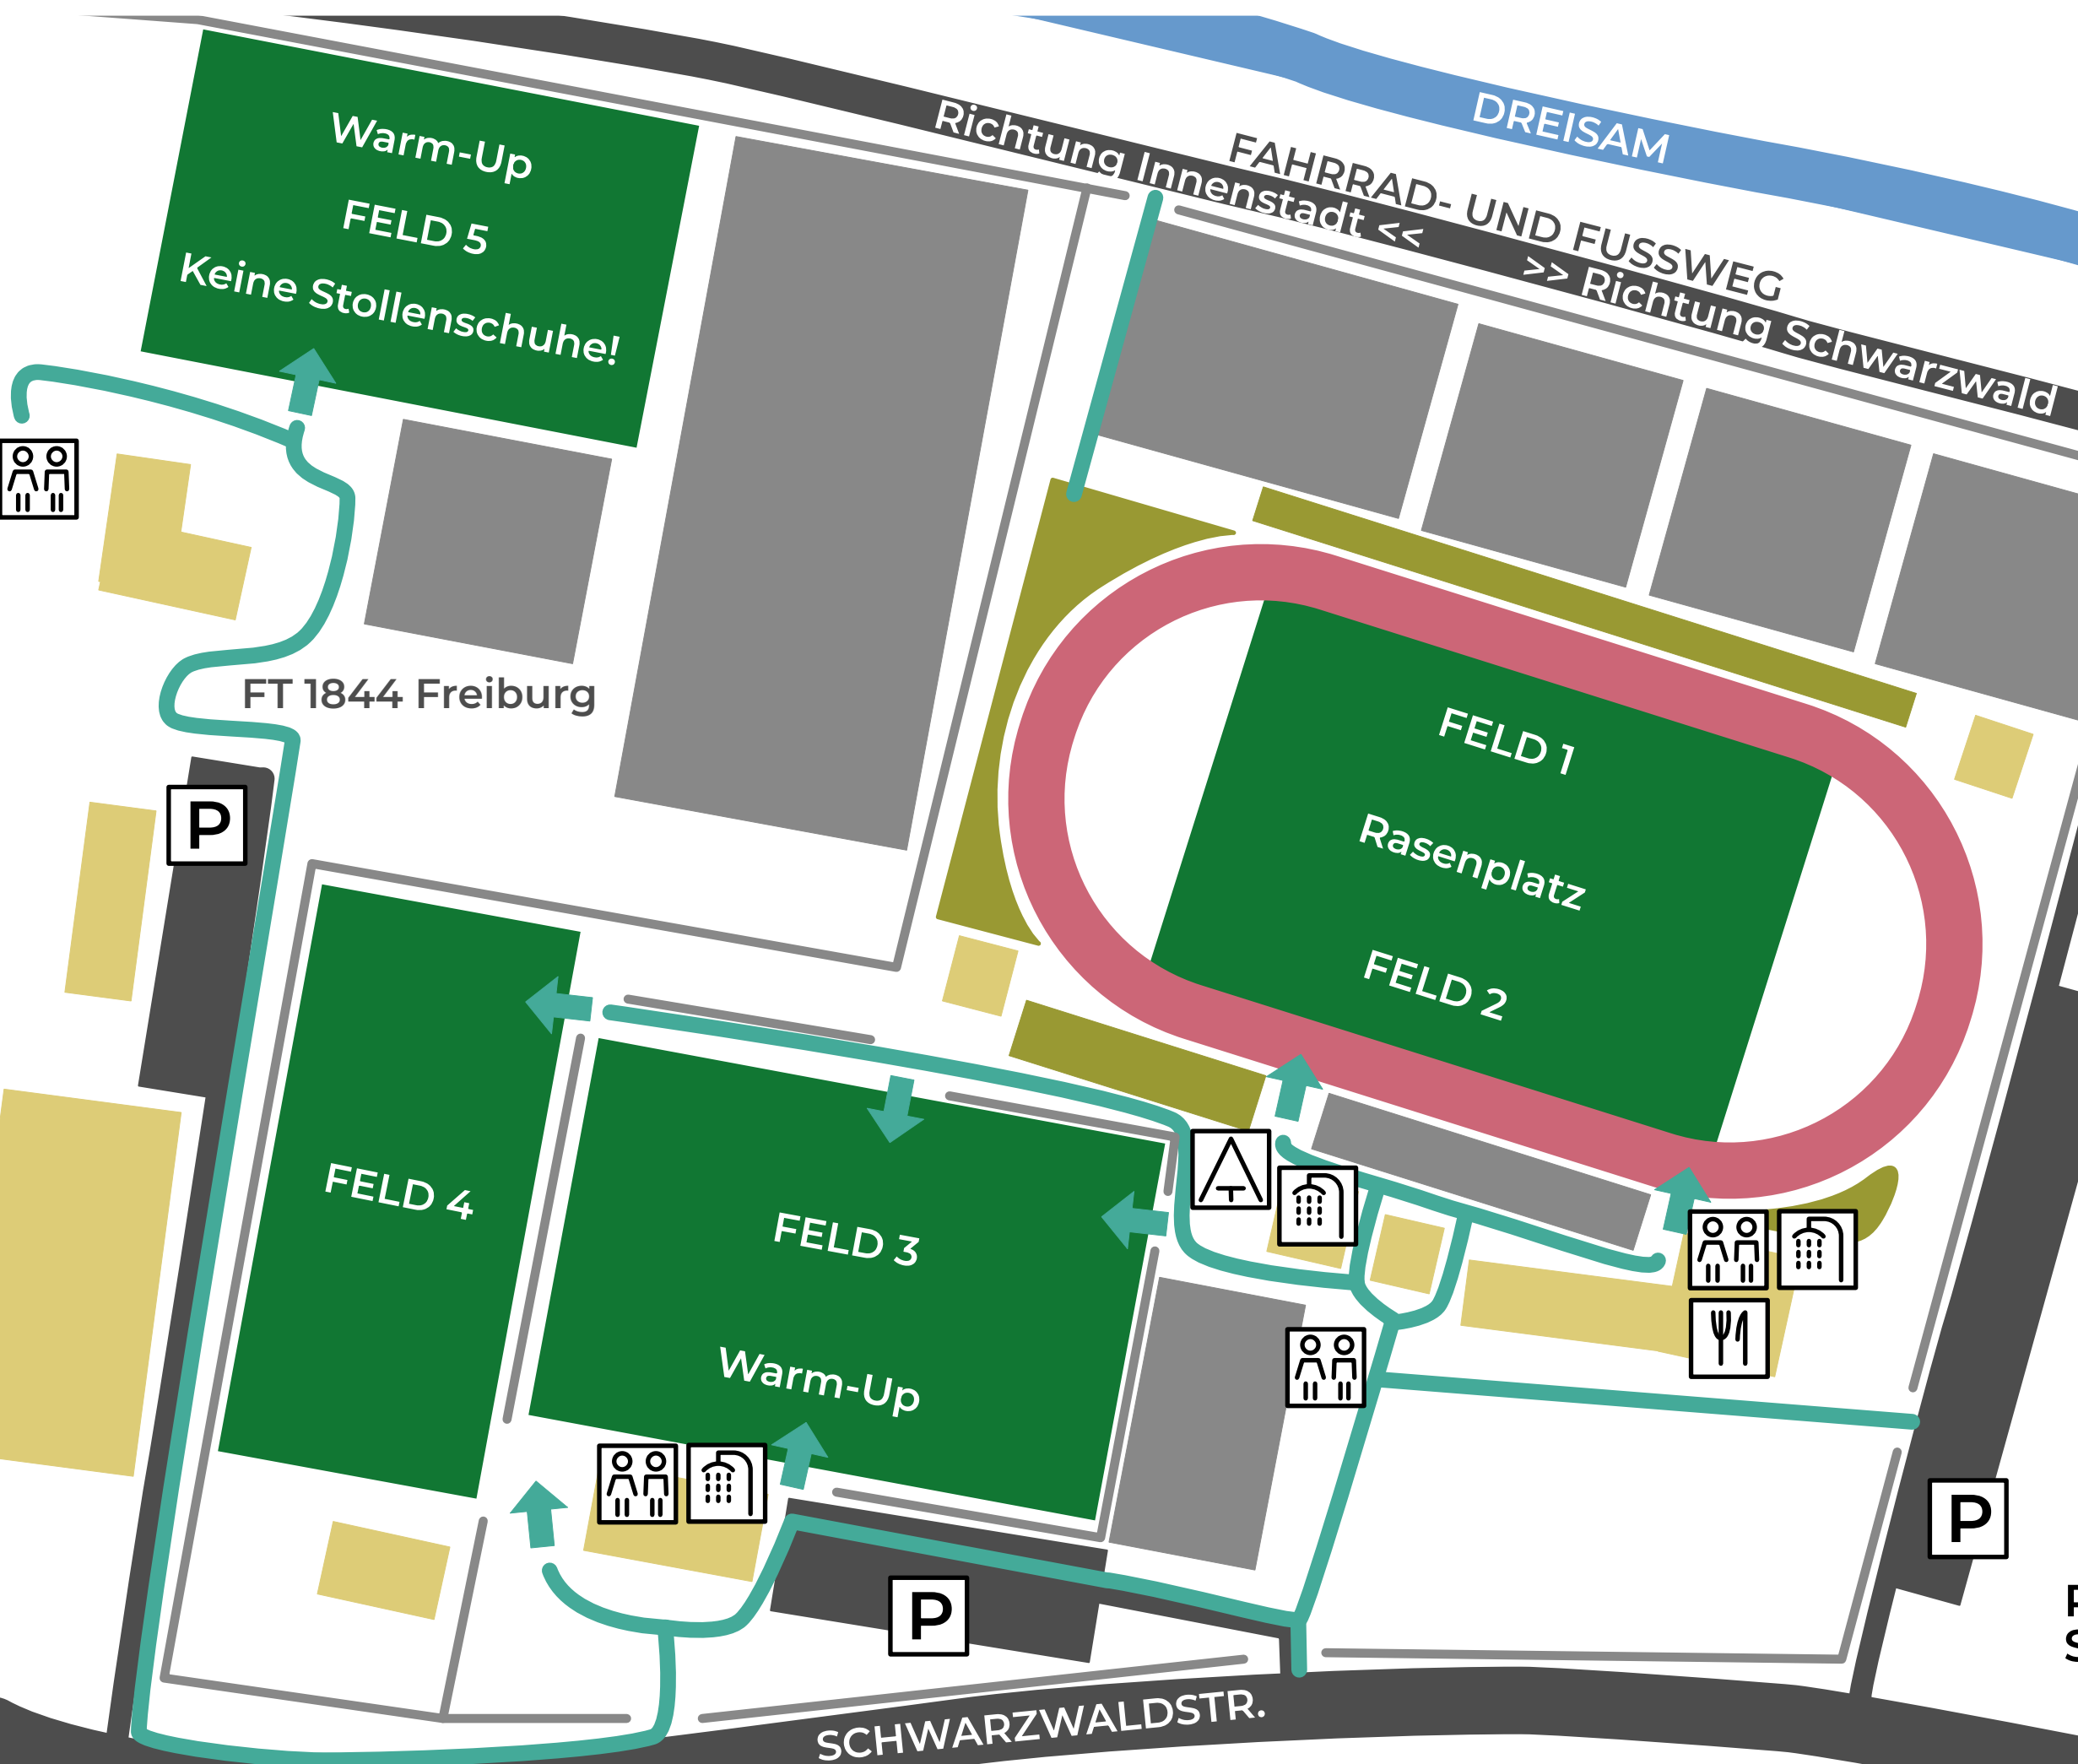 DREISAM
FAHRRAD- UND FUSSWEG
Richtung Innenstadt <<
>> Richtung Schwarzwald
Warm-Up
FELD 5
Keine Stollenschuhe!
FT 1844 Freiburg
P
FELD 1
Rasenplatz
FELD 2
FELD 4
FELD 3
Warm-Up
P
P
SCHWARZWALDSTR.